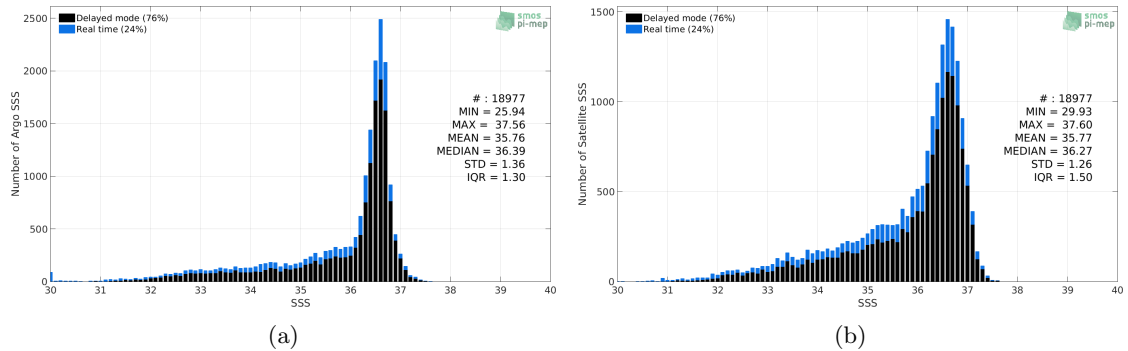 Delayed mode (76%)
Real time (24%)
smos
pi-mep
2500
2000
1500
1000
500
0
Number of Argo SSS
# : 18977
MIN = 25.94
MAX = 37.56
MEAN = 35.76
MEDIAN = 36.39
STD = 1.36
IQR = 1.30
30 31 32 33 34 35 36 37 38 39 40
SSS
(a)
Delayed mode (76%)
Real time (24%)
smos
pi-mep
1500
1000
500
0
Number of Satellite SSS
# : 18977
MIN = 29.93
MAX = 37.60
MEAN = 35.77
MEDIAN = 36.27
STD = 1.26
IQR = 1.50
30 31 32 33 34 35 36 37 38 39 40
SSS
(b)